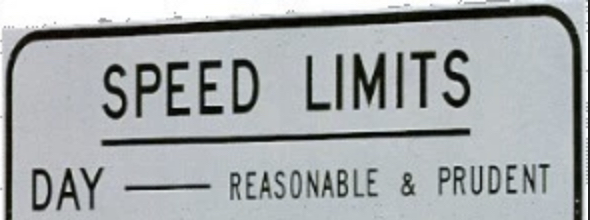 SPEED LIMITS
DAY — REASONABLE & PRUDENT